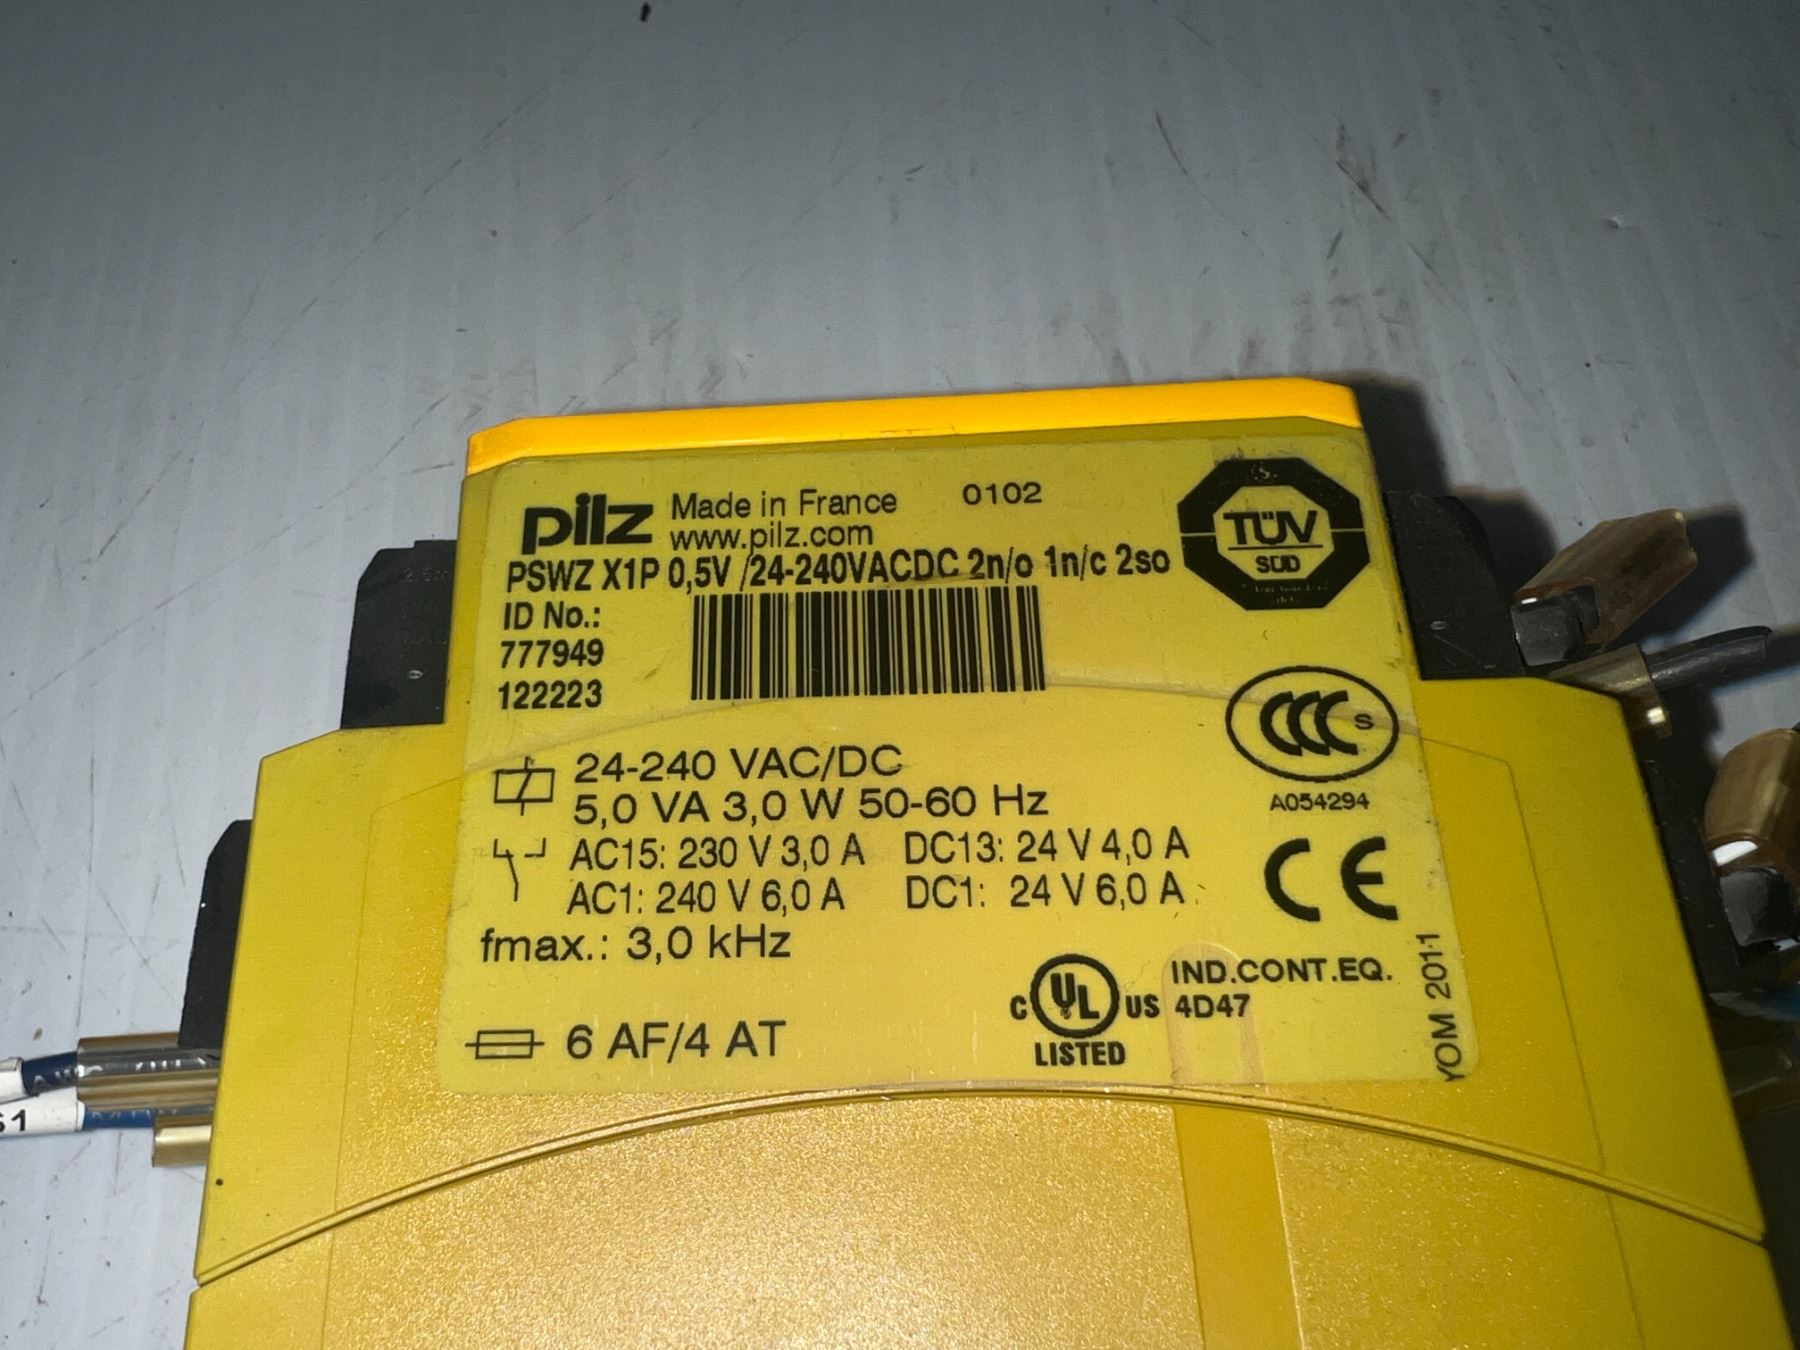 pilz Made in France 0102
www.pilz.com
PSWZ X1P 0,5V /24-240VACDC 2n/o 1n/c 2so
ID No.:
777949
122223
TÜV
SÜD
CCC S
A054294
24-240 VAC/DC
5,0 VA 3,0 W 50-60 Hz
AC15: 230 V 3,0 A DC13: 24 V 4,0 A
AC1: 240 V 6,0 A DC1: 24 V 6,0 A
CE
fmax.: 3,0 kHz
6 AF/4 AT
C UL US
LISTED
IND.CONT.EQ.
4D47
YOM 2011